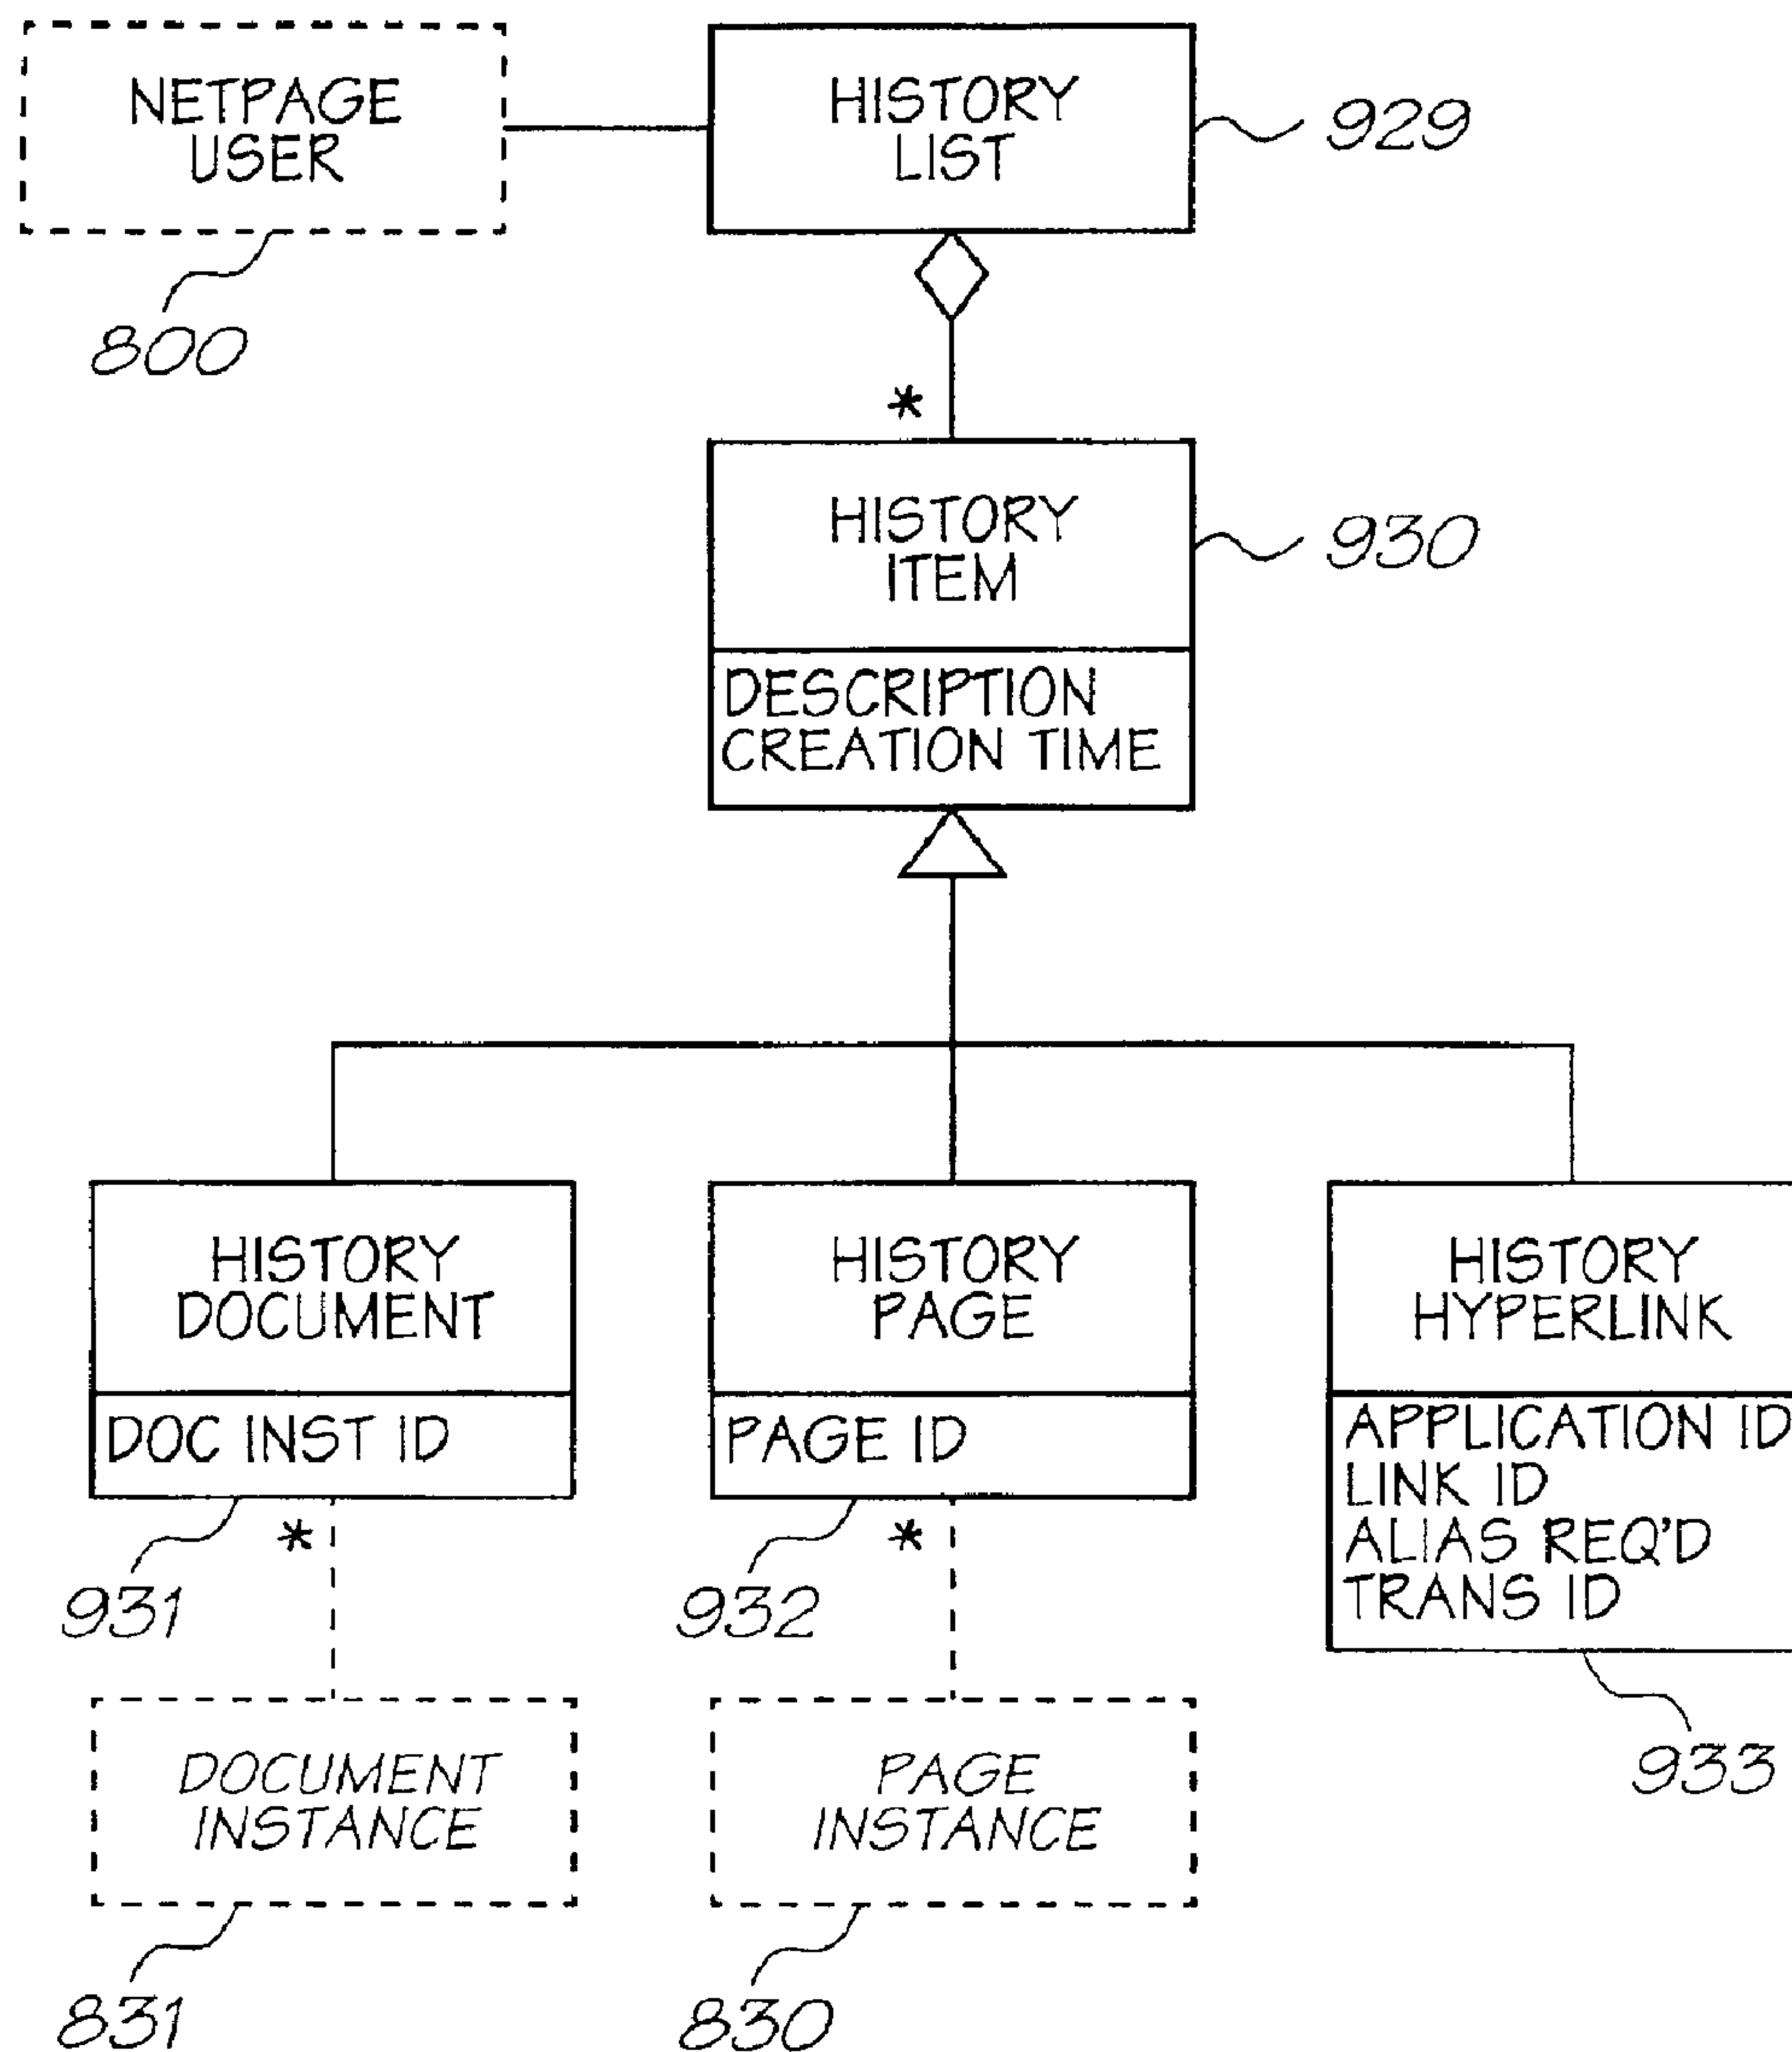 NETPAGE
USER
800
HISTORY
LIST
929
*
HISTORY
ITEM
930
DESCRIPTION
CREATION TIME
HISTORY
DOCUMENT
DOC INST ID
931
*
HISTORY
PAGE
PAGE ID
932
*
HISTORY
HYPERLINK
APPLICATION ID
LINK ID
ALIAS REQ'D
TRANS ID
933
DOCUMENT
INSTANCE
831
PAGE
INSTANCE
830